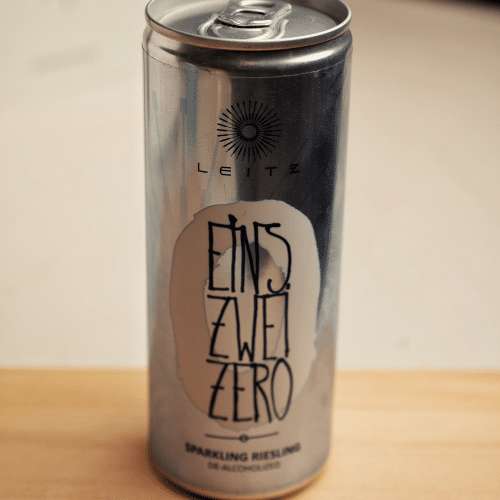 LEITZ
EINS
ZWEI
ZERO
SPARKLING RIESLING
DE-ALCOHOLIZED